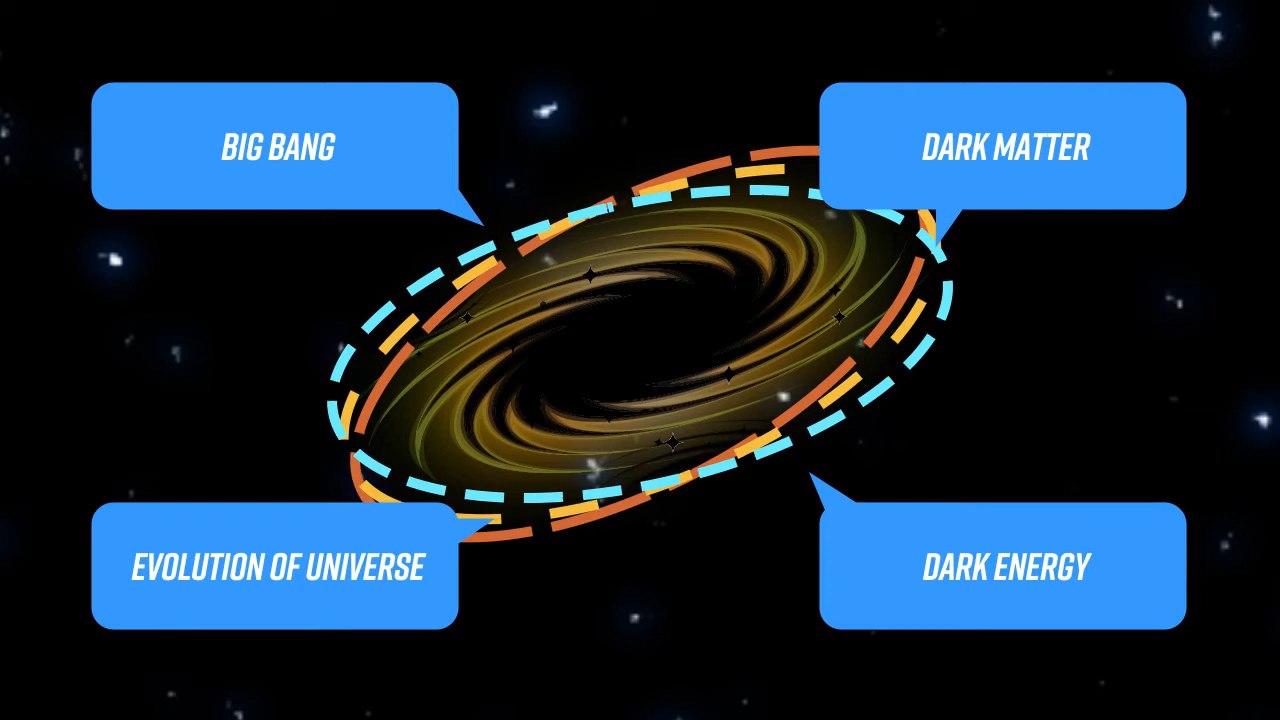 BIG BANG
DARK MATTER
EVOLUTION OF UNIVERSE
DARK ENERGY